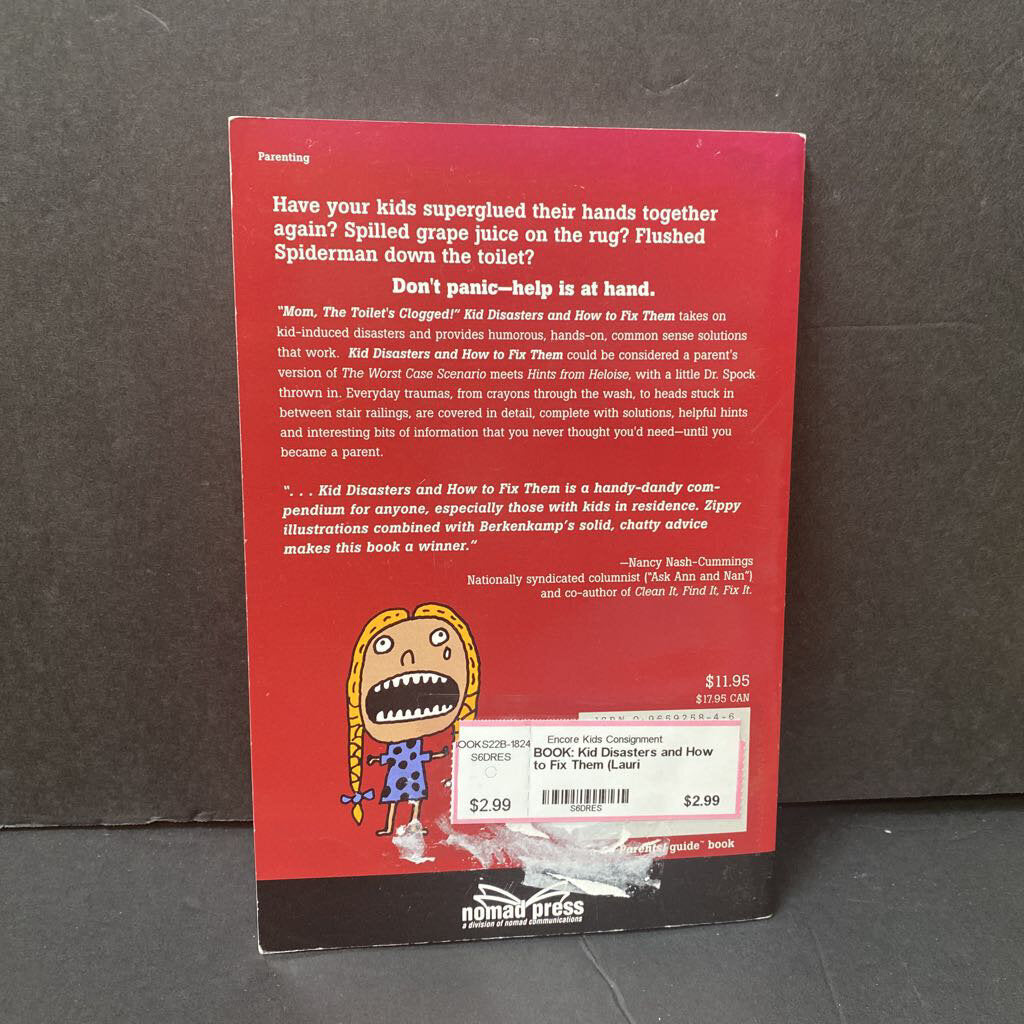 Parenting
Have your kids superglued their hands together
again? Spilled grape juice on the rug? Flushed
Spiderman down the toilet?
Don't panic—help is at hand.
"Mom, The Toilet's Clogged!" Kid Disasters and How to Fix Them takes on
kid-induced disasters and provides humorous, hands-on, common sense solutions
that work. Kid Disasters and How to Fix Them could be considered a parent's
version of The Worst Case Scenario meets Hints from Heloise, with a little Dr. Spock
thrown in. Everyday traumas, from crayons through the wash, to heads stuck in
between stair railings, are covered in detail, complete with solutions, helpful hints
and interesting bits of information that you never thought you'd need—until you
became a parent.
". . . Kid Disasters and How to Fix Them is a handy-dandy com-
pendium for anyone, especially those with kids in residence. Zippy
illustrations combined with Berkenkamp's solid, chatty advice
makes this book a winner."
—Nancy Nash-Cummings
Nationally syndicated columnist ("Ask Ann and Nan")
and co-author of Clean It, Find It, Fix It.
$11.95
$17.95 CAN
ISBN 0-9659258-4-6
OOKS22B-1824
S6DRES
$2.99
Encore Kids Consignment
BOOK: Kid Disasters and How
to Fix Them (Lauri
S6DRES
$2.99
Parents' guide™ book
nomad press
a division of nomad communications